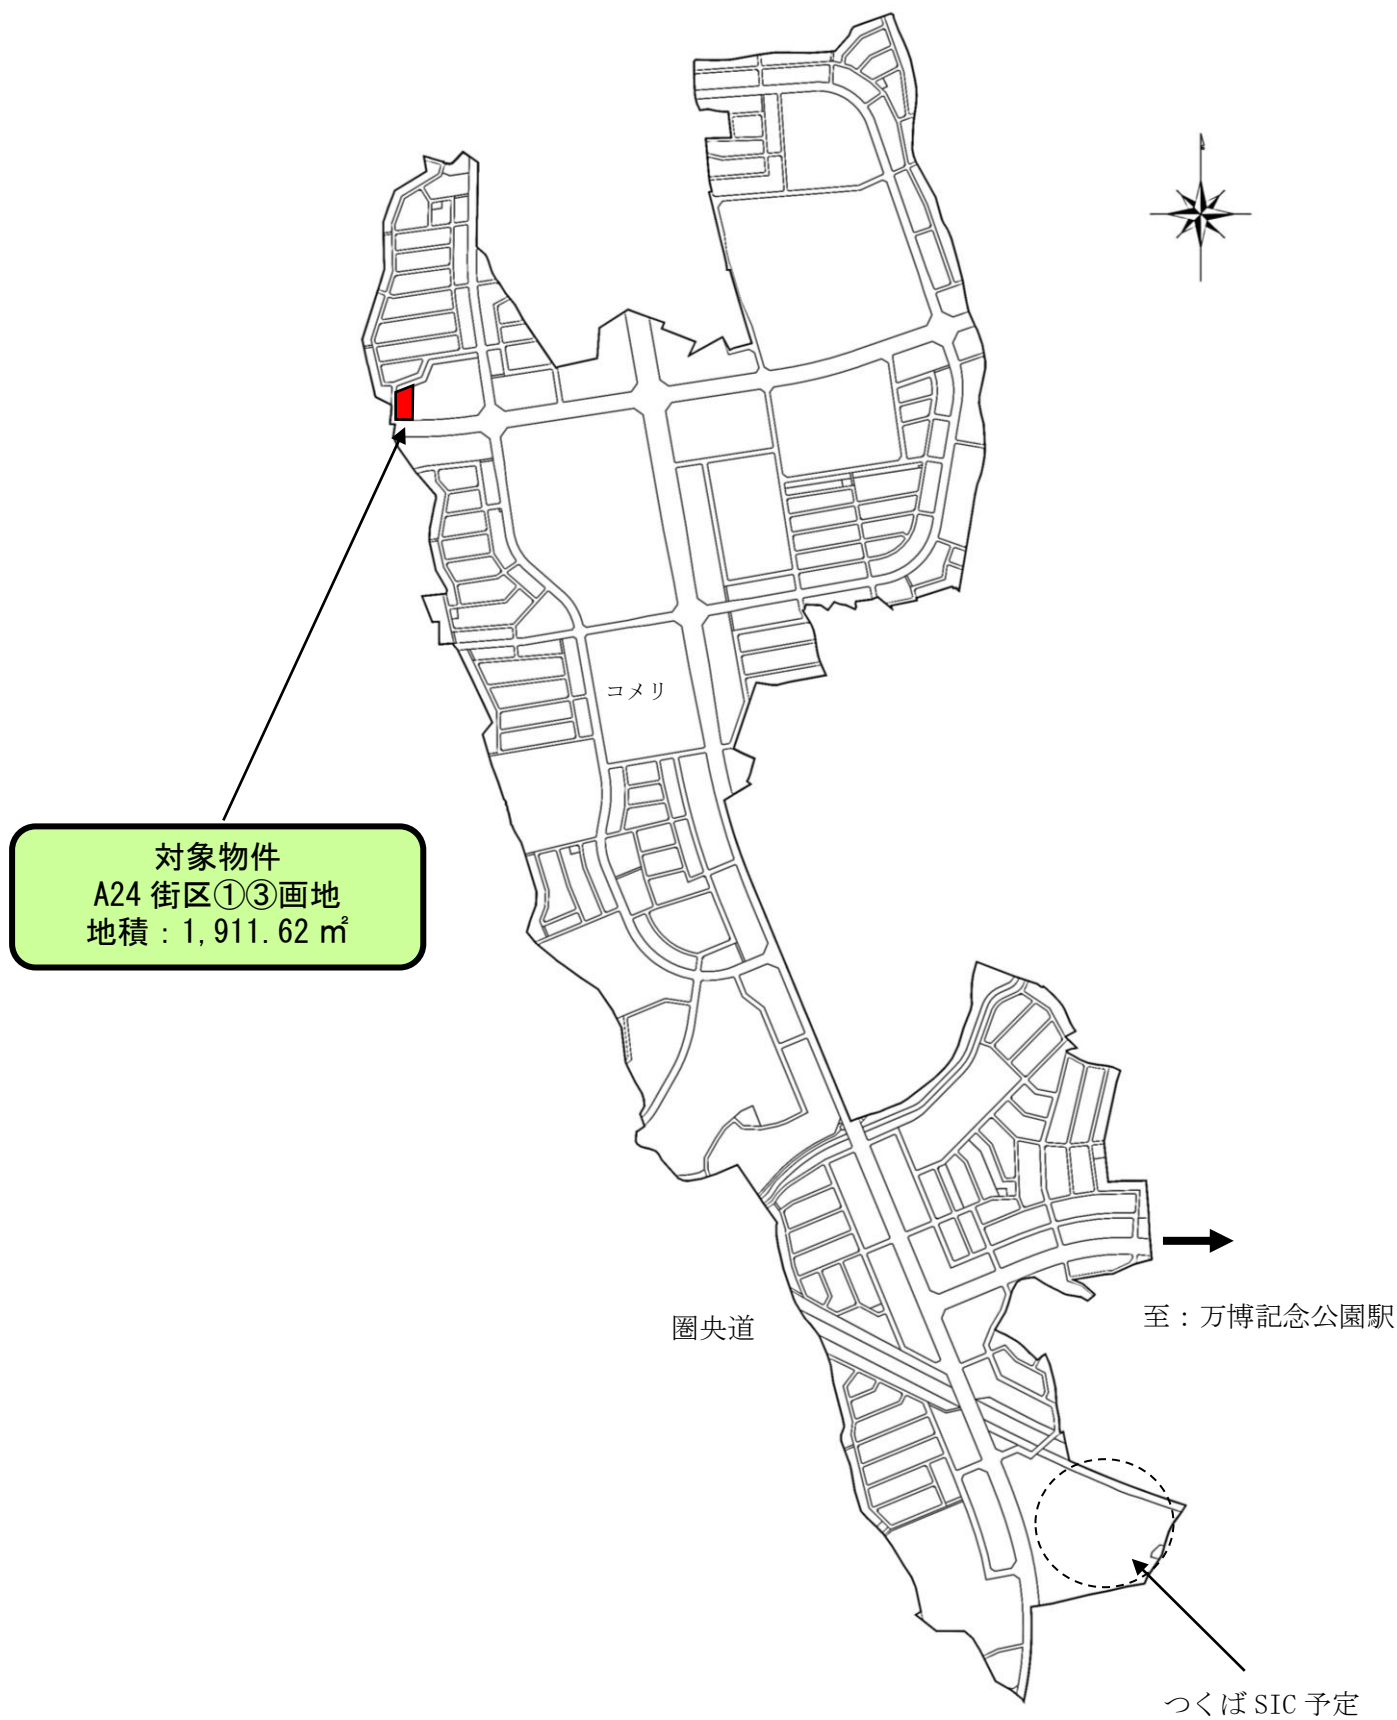 コメリ
対象物件
A24 街区①③画地
地積：1,911.62 ㎡
圏央道
至：万博記念公園駅
つくば SIC 予定